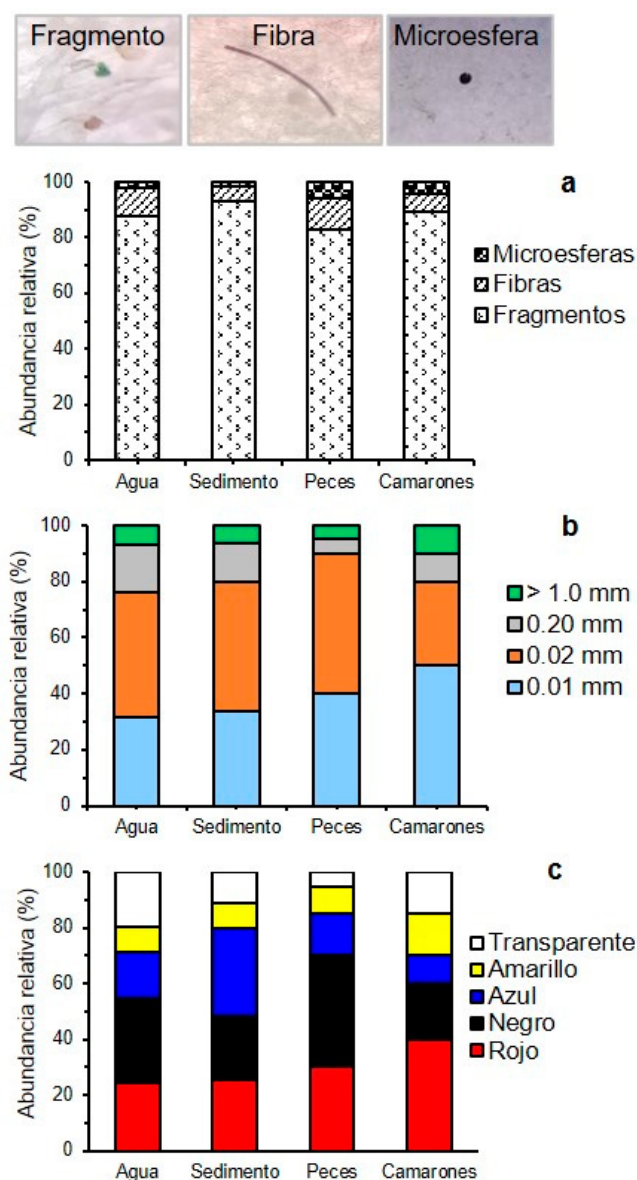 Fragmento Fibra Microesfera
a
100
80
60
40
20
0
Abundancia relativa (%)
Microesferas
Fibras
Fragmentos
Agua Sedimento Peces Camarones
b
100
80
60
40
20
0
Abundancia relativa (%)
> 1.0 mm
0.20 mm
0.02 mm
0.01 mm
Agua Sedimento Peces Camarones
c
100
80
60
40
20
0
Abundancia relativa (%)
Transparente
Amarillo
Azul
Negro
Rojo
Agua Sedimento Peces Camarones